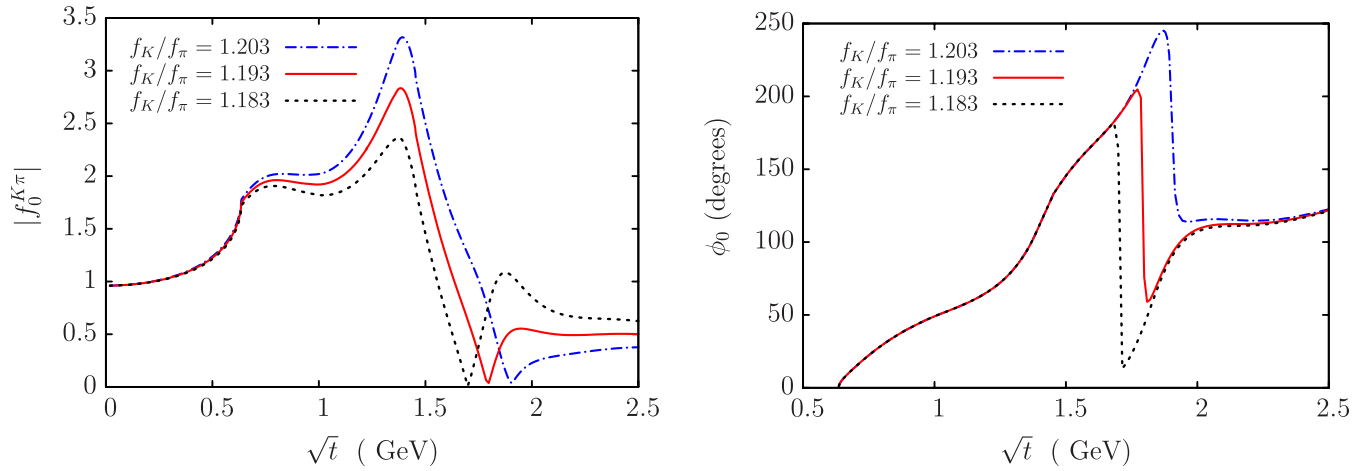 3.5
3
2.5
2
1.5
1
0.5
0
|f_0^{Kπ}|
f_K/f_π = 1.203
f_K/f_π = 1.193
f_K/f_π = 1.183
0 0.5 1 1.5 2 2.5
√t ( GeV)
250
200
150
100
50
0
ϕ_0 (degrees)
f_K/f_π = 1.203
f_K/f_π = 1.193
f_K/f_π = 1.183
0.5 1 1.5 2 2.5
√t ( GeV)